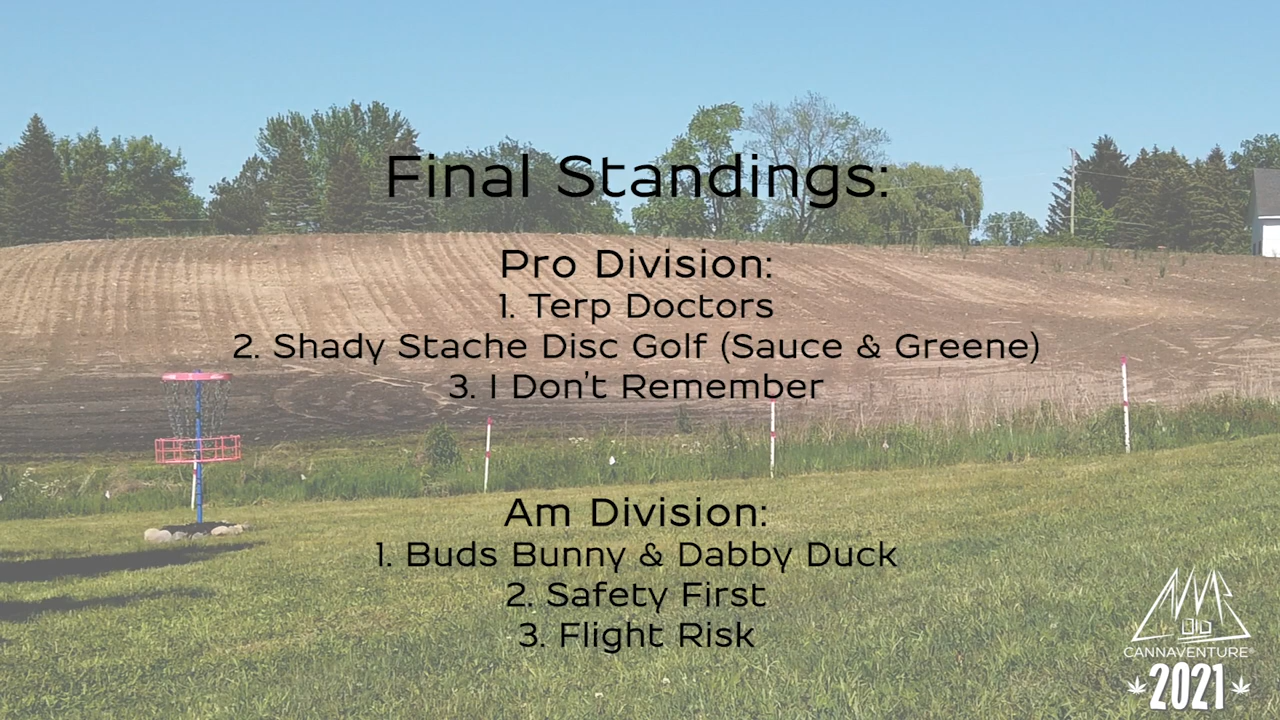 Final Standings:
Pro Division:
1. Terp Doctors
2. Shady Stache Disc Golf (Sauce & Greene)
3. I Don't Remember
Am Division:
1. Buds Bunny & Dabby Duck
2. Safety First
3. Flight Risk
CANNAVENTURE®
2021